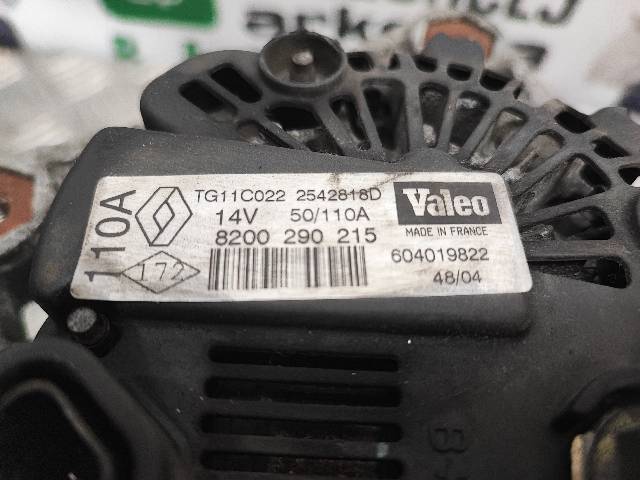 110A
TG11C022 2542818D
14V 50/110A
8200 290 215
172
Valeo
MADE IN FRANCE
604019822
48/04